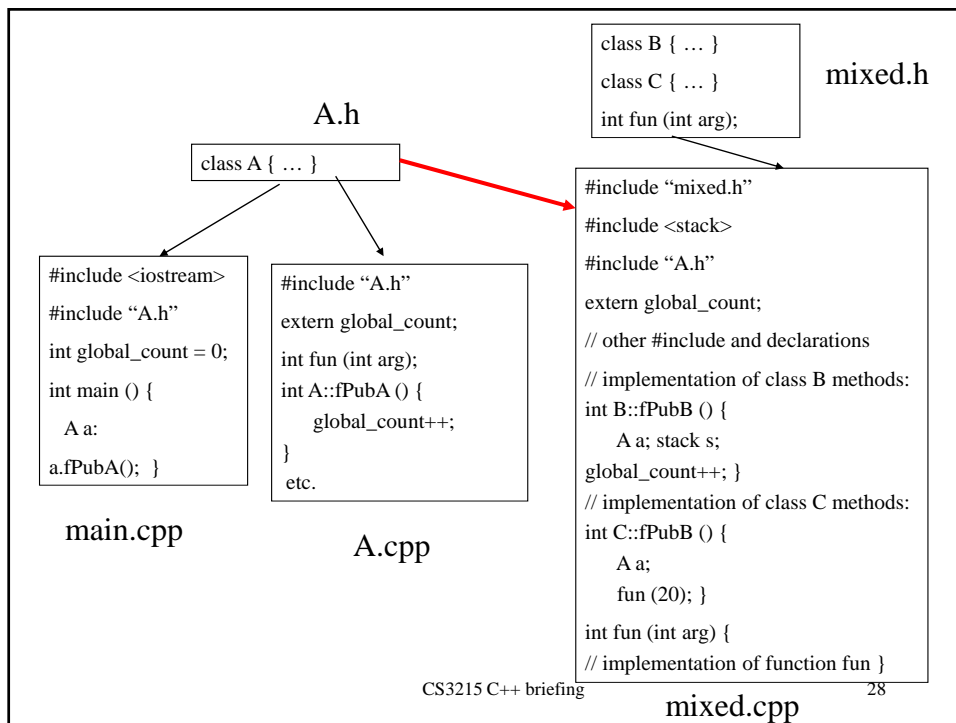 class B { … }
class C { … }
int fun (int arg);
mixed.h
A.h
class A { … }
#include <iostream>
#include “A.h”
int global_count = 0;
int main () {
A a:
a.fPubA(); }
main.cpp
#include “A.h”
extern global_count;
int fun (int arg);
int A::fPubA () {
global_count++;
}
etc.
A.cpp
#include “mixed.h”
#include <stack>
#include “A.h”
extern global_count;
// other #include and declarations
// implementation of class B methods:
int B::fPubB () {
A a; stack s;
global_count++; }
// implementation of class C methods:
int C::fPubB () {
A a;
fun (20); }
int fun (int arg) {
// implementation of function fun }
mixed.cpp
CS3215 C++ briefing
28